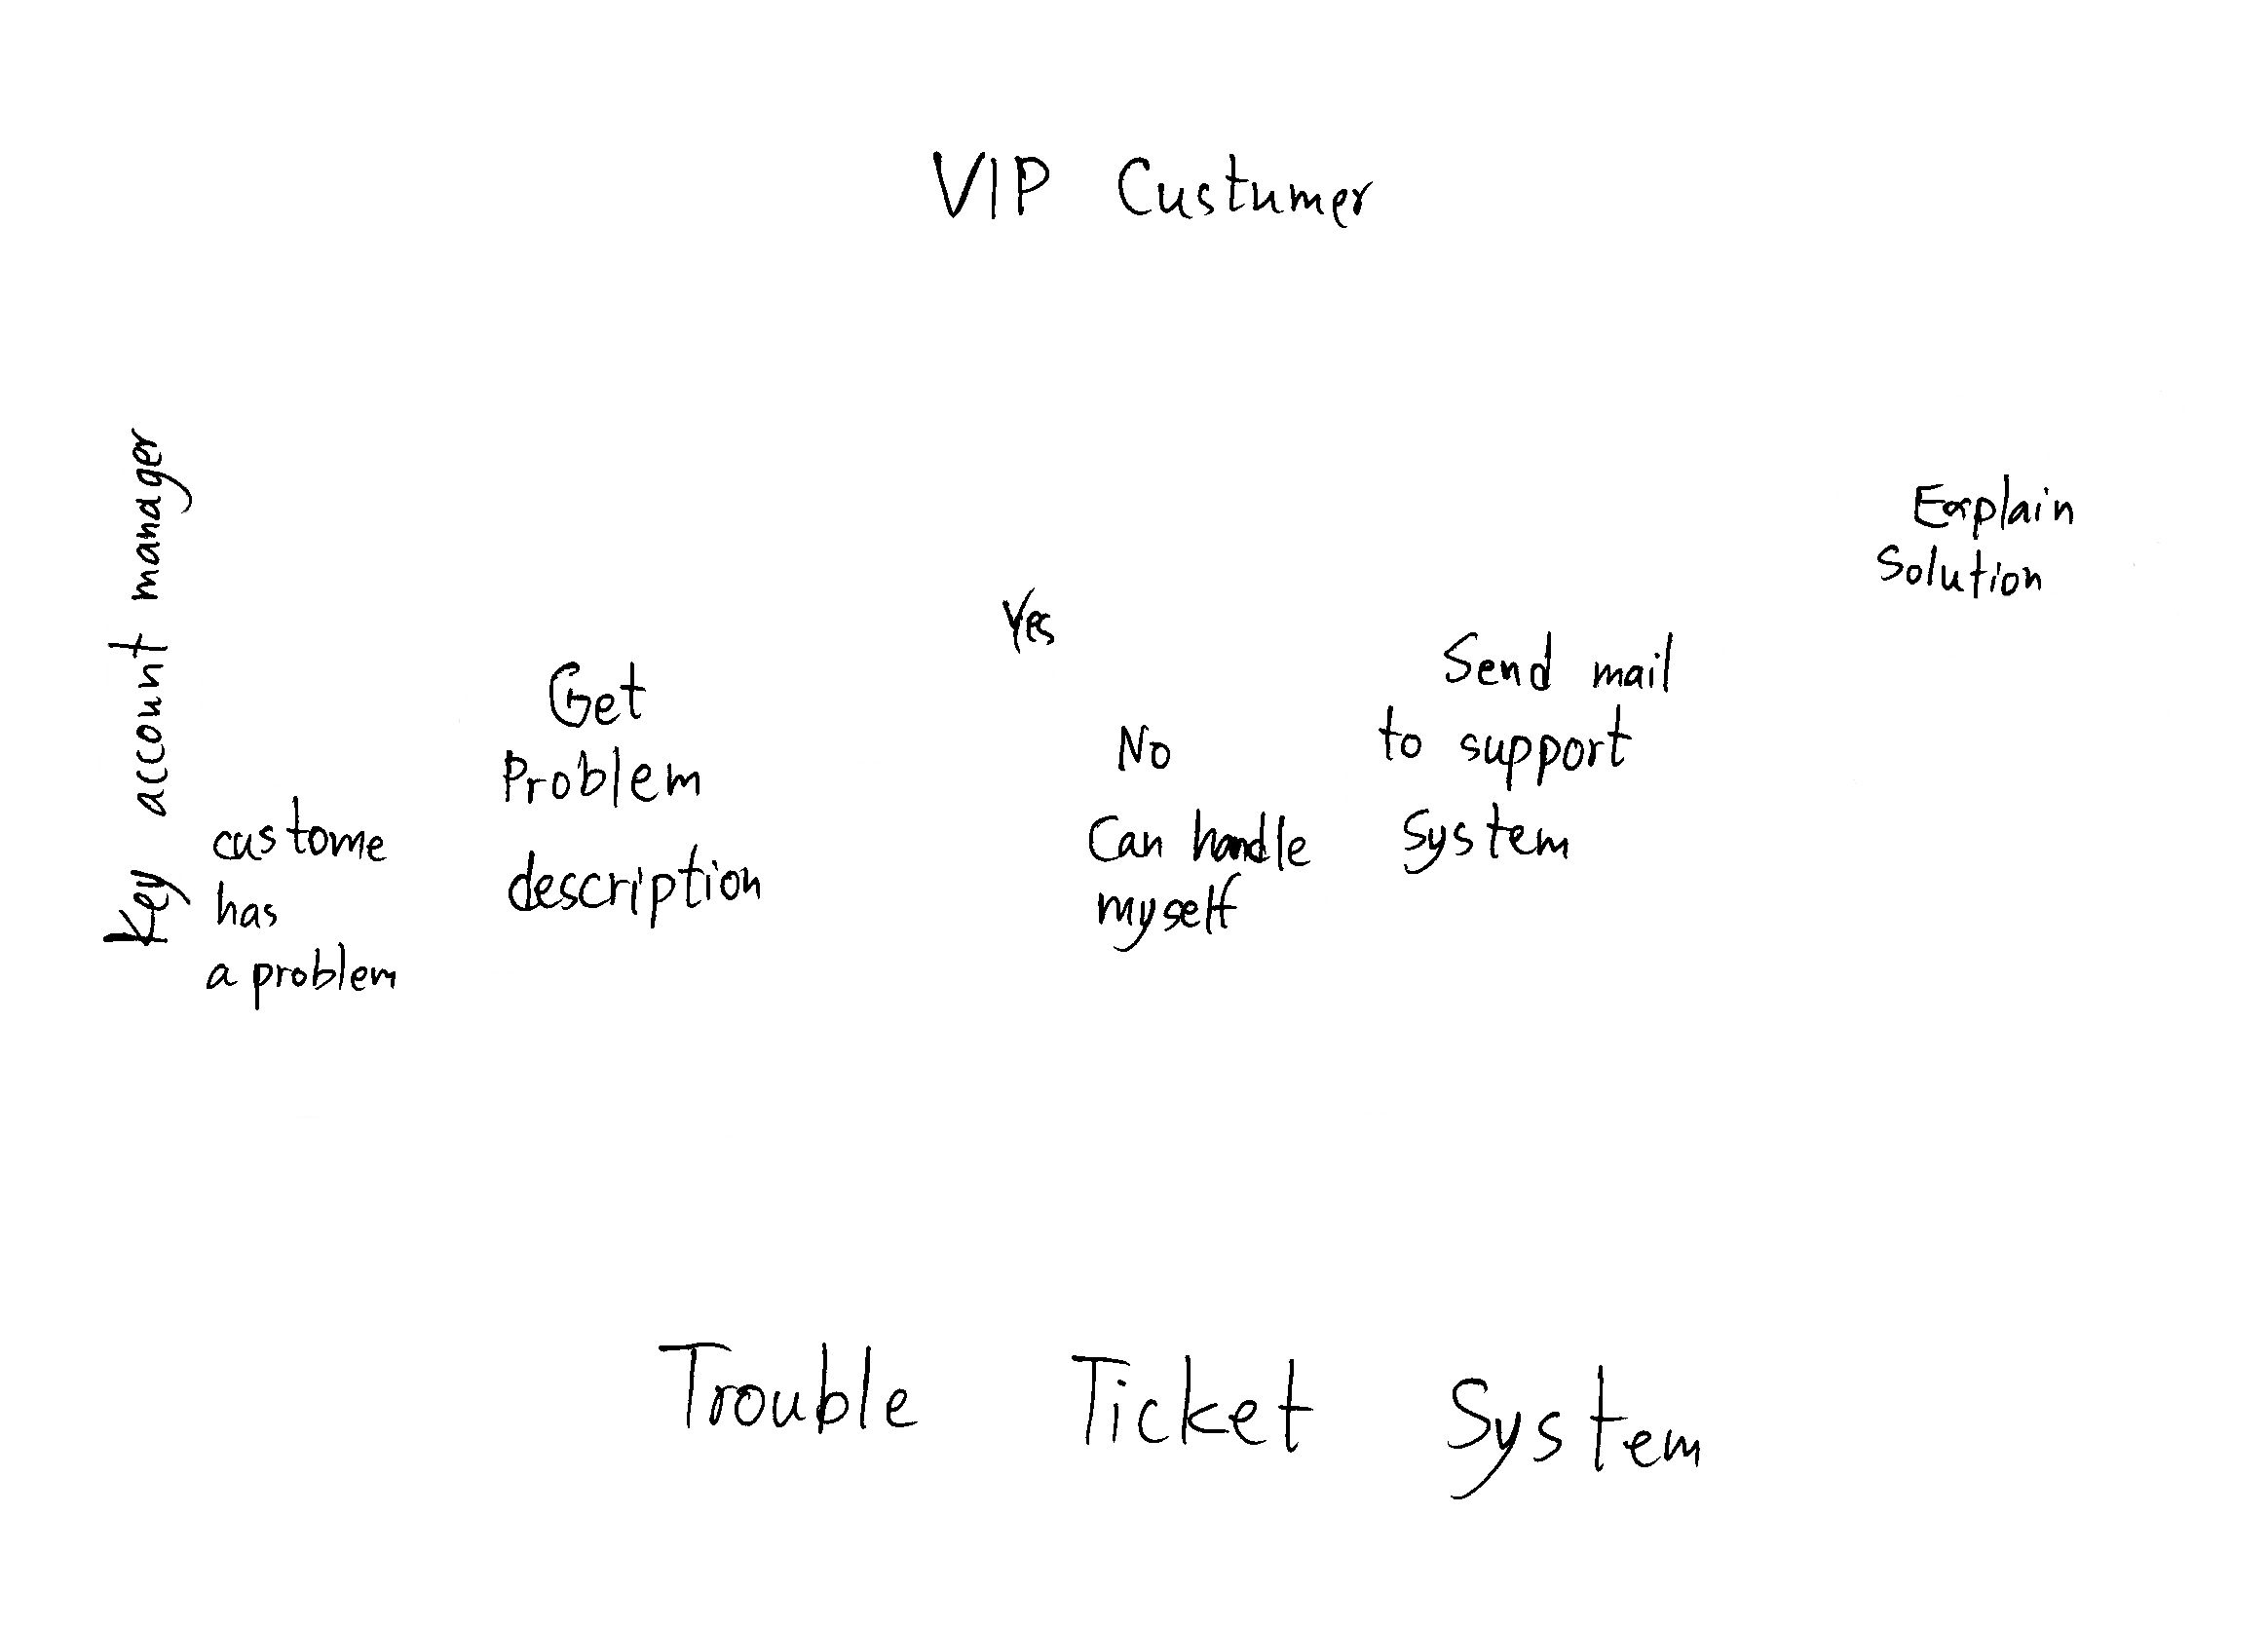 VIP Custumer
Key account manager
custome
has
a problem
Get
Problem
description
Yes
No
Can handle
myself
Send mail
to support
System
Explain
Solution
Trouble Ticket System